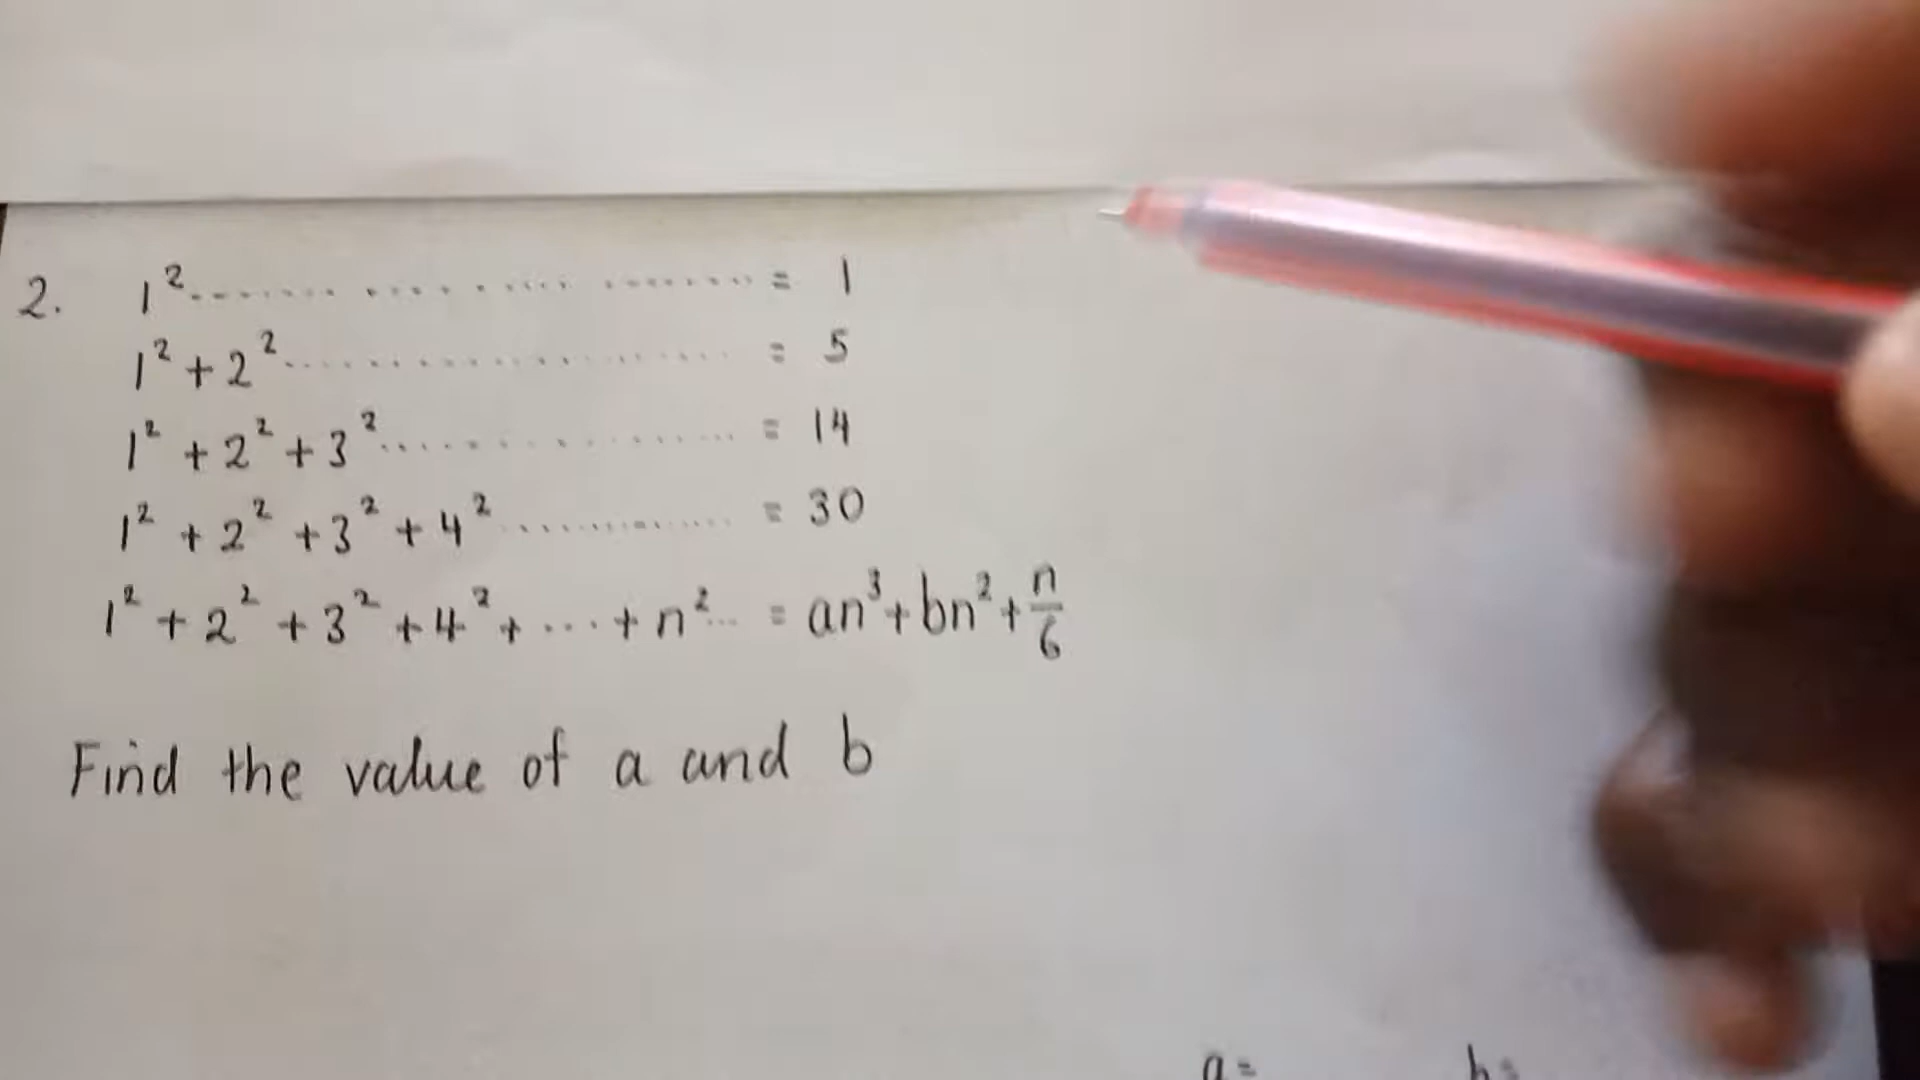 2. 1² ........................ = 1
1² + 2² ........................ = 5
1² + 2² + 3² ........................ = 14
1² + 2² + 3² + 4² ................ = 30
1² + 2² + 3² + 4² + ... + n² ... = an³ + bn² + n/6
Find the value of a and b
a = b =